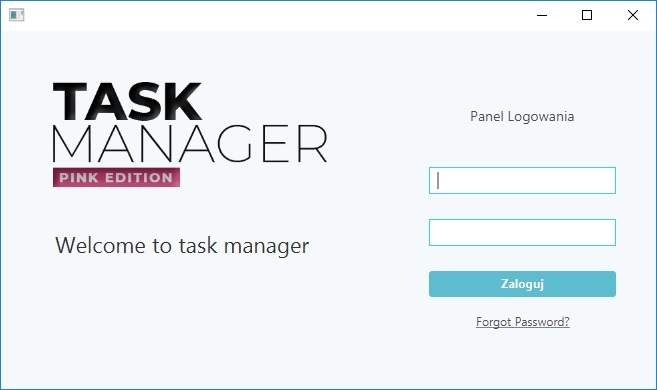 TASK
MANAGER
PINK EDITION
Welcome to task manager
Panel Logowania
Zaloguj
Forgot Password?